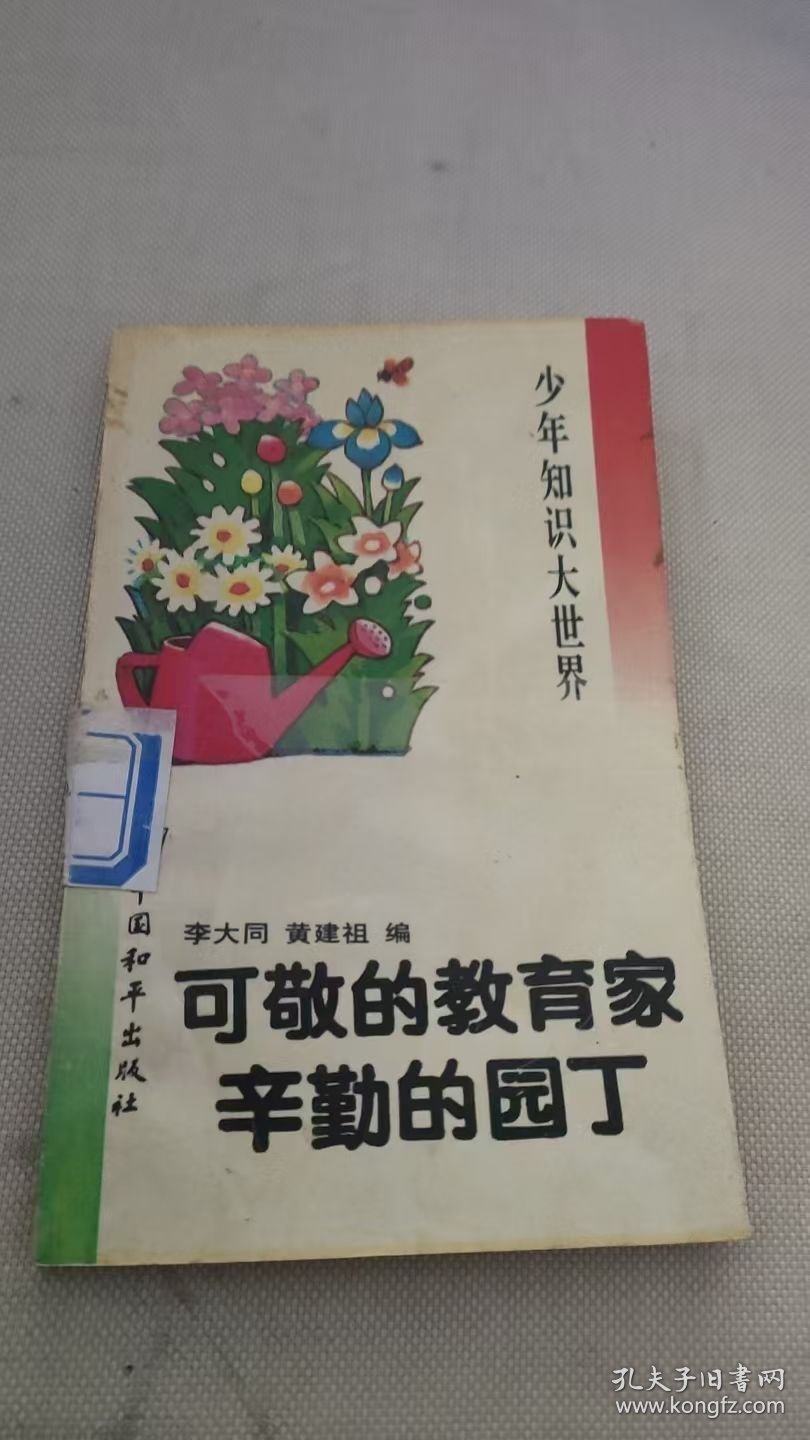 少年知识大世界
李大同 黄建祖 编
可敬的教育家
辛勤的园丁
中国和平出版社
孔夫子旧書网
www.kongfz.com